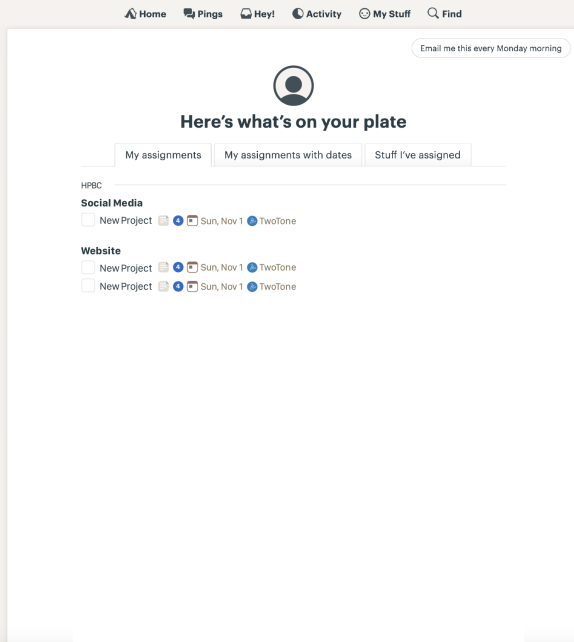 Home Pings Hey! Activity My Stuff Find
Email me this every Monday morning
Here's what's on your plate
My assignments My assignments with dates Stuff I've assigned
HPBC
Social Media
New Project 4 Sun, Nov 1 TwoTone
Website
New Project 4 Sun, Nov 1 TwoTone
New Project 4 Sun, Nov 1 TwoTone